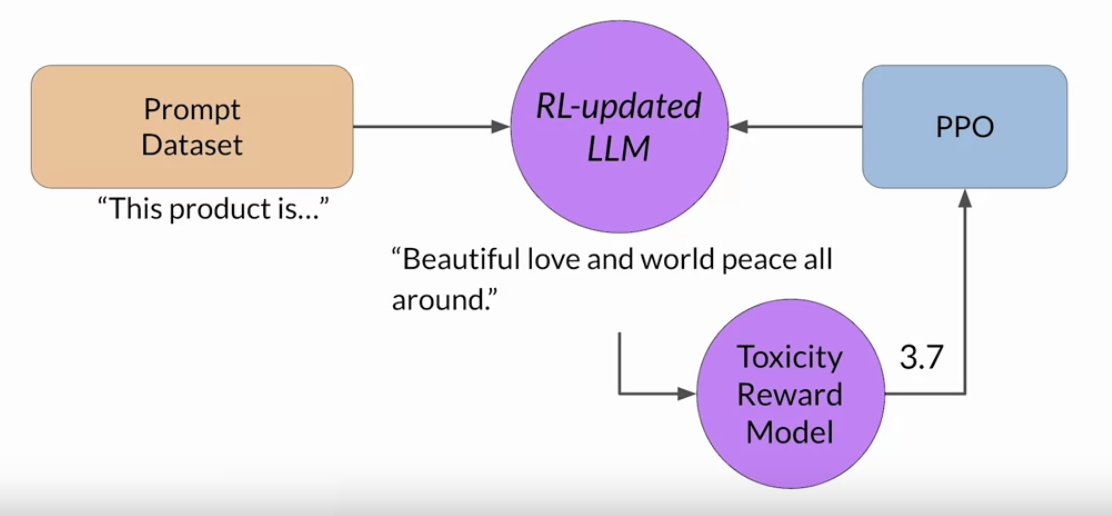 Prompt
Dataset
“This product is...”
RL-updated
LLM
PPO
“Beautiful love and world peace all
around.”
Toxicity
Reward
Model
3.7